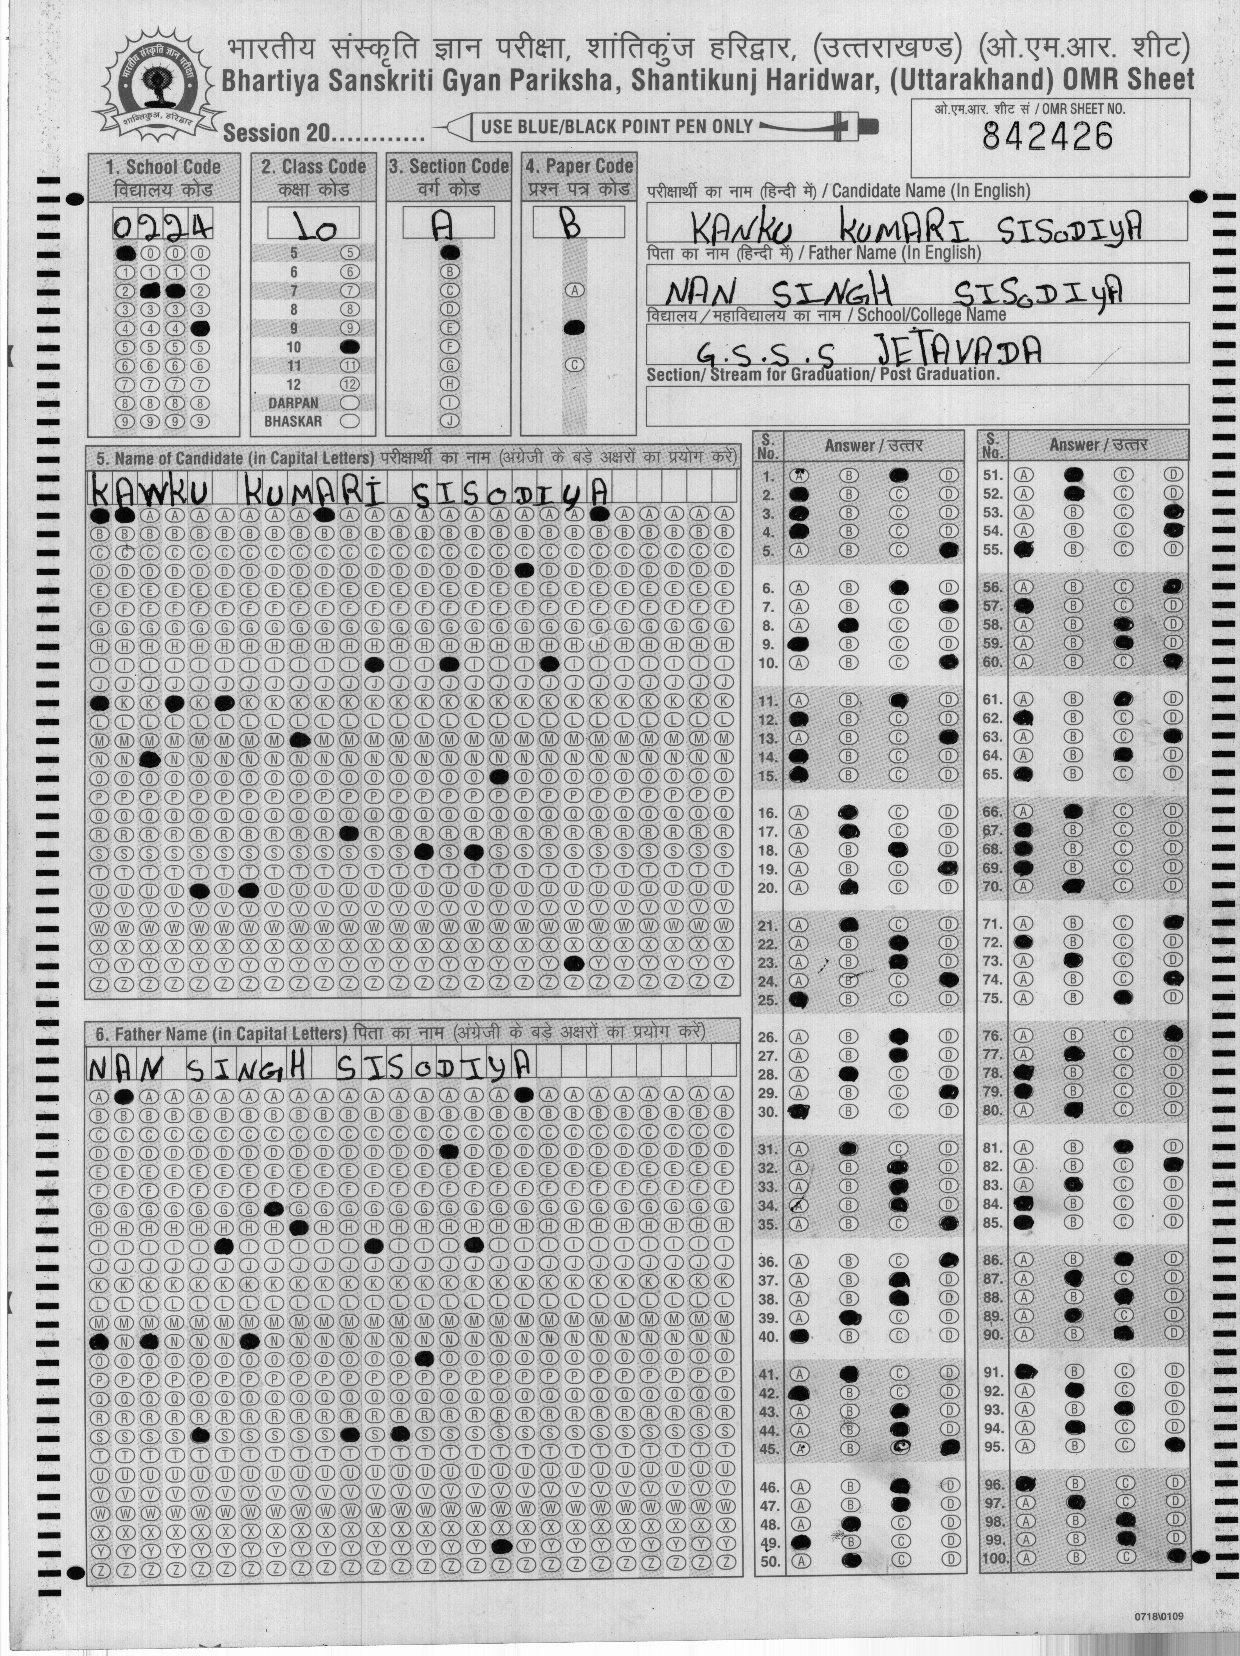 भारतीय संस्कृति ज्ञान परीक्षा, शांतिकुंज हरिद्वार, (उत्तराखण्ड) (ओ.एम.आर. शीट)
Bhartiya Sanskriti Gyan Pariksha, Shantikunj Haridwar, (Uttarakhand) OMR Sheet
Session 20............
USE BLUE/BLACK POINT PEN ONLY
ओ.एम.आर. शीट सं / OMR SHEET NO.
842426
1. School Code
विद्यालय कोड
0224
2. Class Code
कक्षा कोड
10
5
6
7
8
9
10
11
12
DARPAN
BHASKAR
3. Section Code
वर्ग कोड
A
4. Paper Code
प्रश्न पत्र कोड
B
परीक्षार्थी का नाम (हिन्दी में) / Candidate Name (In English)
KANKU KUMARI SISODIYA
पिता का नाम (हिन्दी में) / Father Name (In English)
NAN SINGH SISODIYA
विद्यालय/महाविद्यालय का नाम / School/College Name
G.S.S.S JETAVADA
Section/ Stream for Graduation/ Post Graduation.
5. Name of Candidate (in Capital Letters) परीक्षार्थी का नाम (अंग्रेजी के बड़े अक्षरों का प्रयोग करें)
KANKU KUMARI SISODIYA
6. Father Name (in Capital Letters) पिता का नाम (अंग्रेजी के बड़े अक्षरों का प्रयोग करें)
NAN SINGH SISODIYA
S. No. Answer / उत्तर
S. No. Answer / उत्तर
0718\0109